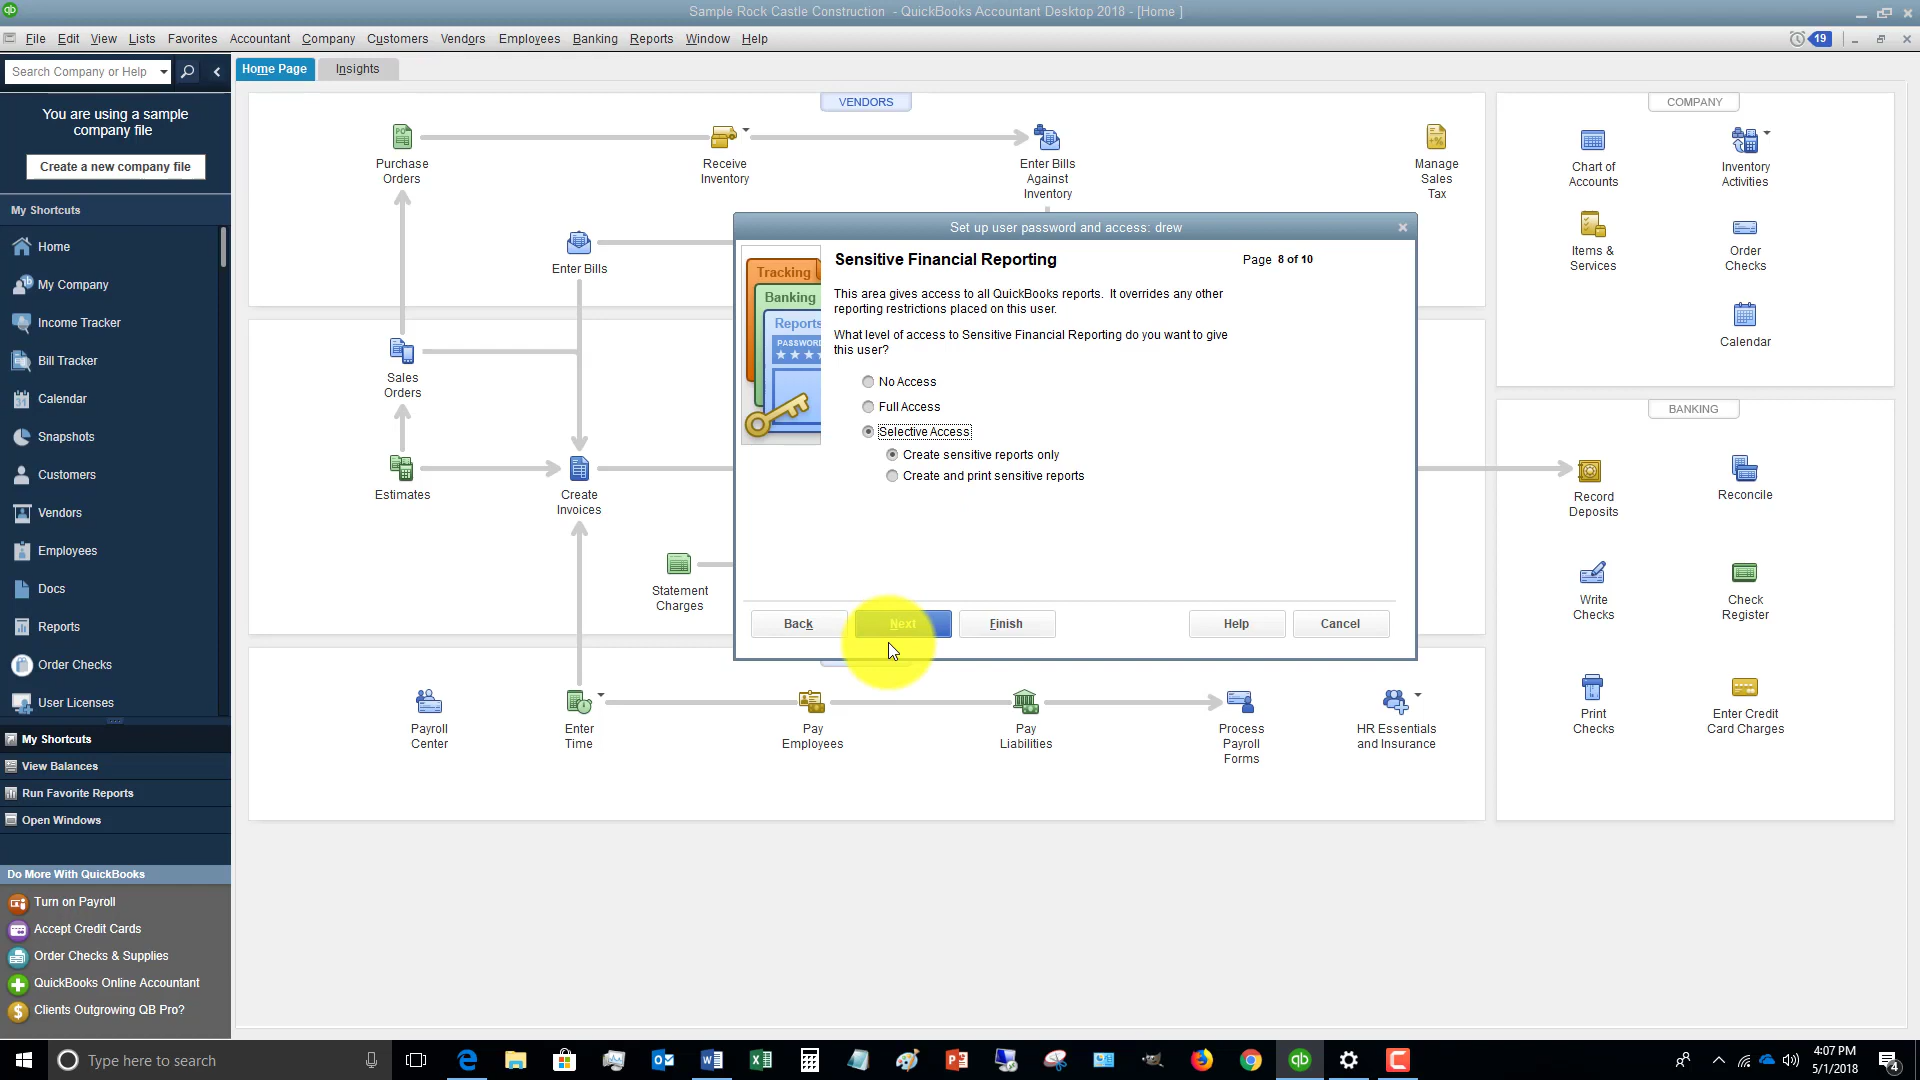 Sample Rock Castle Construction - QuickBooks Accountant Desktop 2018 - [Home ]
File Edit View Lists Favorites Accountant Company Customers Vendors Employees Banking Reports Window Help
19
Search Company or Help
Home Page
Insights
You are using a sample
company file
Create a new company file
My Shortcuts
Home
My Company
Income Tracker
Bill Tracker
Calendar
Snapshots
Customers
Vendors
Employees
Docs
Reports
Order Checks
User Licenses
My Shortcuts
View Balances
Run Favorite Reports
Open Windows
Do More With QuickBooks
Turn on Payroll
Accept Credit Cards
Order Checks & Supplies
QuickBooks Online Accountant
Clients Outgrowing QB Pro?
VENDORS
Purchase
Orders
Receive
Inventory
Enter Bills
Against
Inventory
Manage
Sales
Tax
Enter Bills
Sales
Orders
Estimates
Create
Invoices
Statement
Charges
Payroll
Center
Enter
Time
Pay
Employees
Pay
Liabilities
Process
Payroll
Forms
HR Essentials
and Insurance
COMPANY
Chart of
Accounts
Inventory
Activities
Items &
Services
Order
Checks
Calendar
BANKING
Record
Deposits
Reconcile
Write
Checks
Check
Register
Print
Checks
Enter Credit
Card Charges
Set up user password and access: drew
Tracking
Banking
Reports
PASSWORD
Sensitive Financial Reporting
Page 8 of 10
This area gives access to all QuickBooks reports. It overrides any other
reporting restrictions placed on this user.
What level of access to Sensitive Financial Reporting do you want to give
this user?
No Access
Full Access
Selective Access
Create sensitive reports only
Create and print sensitive reports
Back
Next
Finish
Help
Cancel
Type here to search
4:07 PM
5/1/2018
4